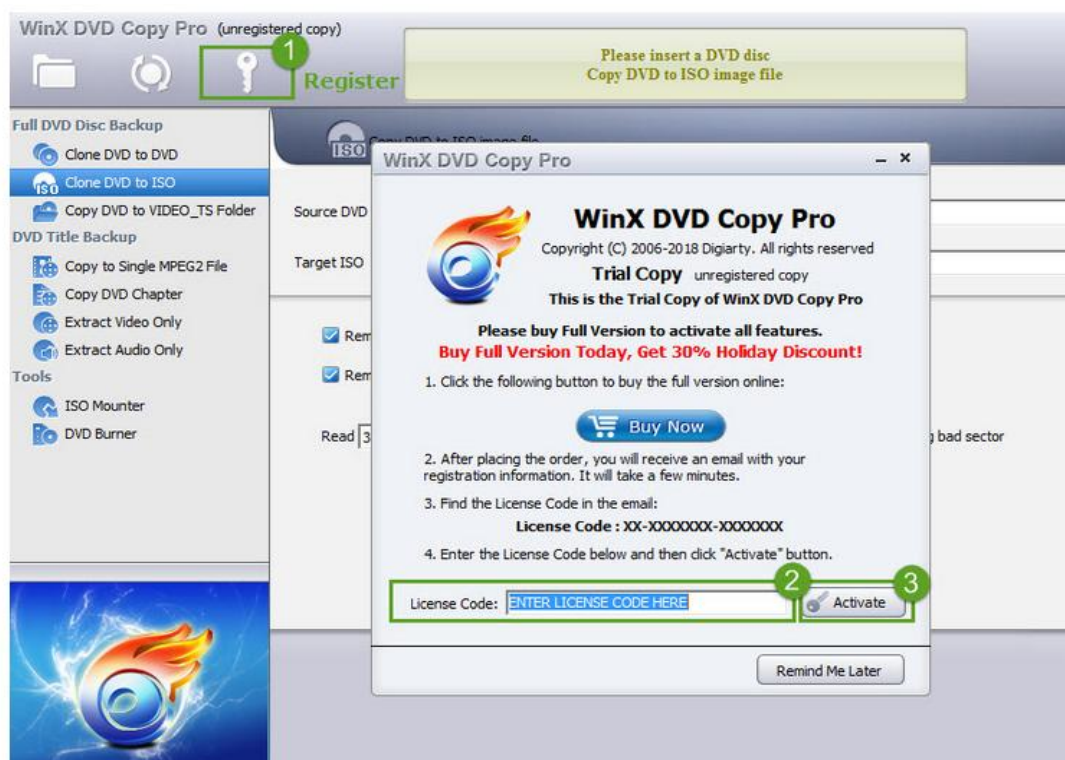 WinX DVD Copy Pro (unregistered copy)
1
Register
Please insert a DVD disc
Copy DVD to ISO image file
Full DVD Disc Backup
Clone DVD to DVD
Clone DVD to ISO
Copy DVD to VIDEO_TS Folder
DVD Title Backup
Copy to Single MPEG2 File
Copy DVD Chapter
Extract Video Only
Extract Audio Only
Tools
ISO Mounter
DVD Burner
ISO Copy DVD to ISO image file
Source DVD
Target ISO
Rem
Rem
Read 3
g bad sector
WinX DVD Copy Pro
WinX DVD Copy Pro
Copyright (C) 2006-2018 Digiarty. All rights reserved
Trial Copy unregistered copy
This is the Trial Copy of WinX DVD Copy Pro
Please buy Full Version to activate all features.
Buy Full Version Today, Get 30% Holiday Discount!
1. Click the following button to buy the full version online:
Buy Now
2. After placing the order, you will receive an email with your
registration information. It will take a few minutes.
3. Find the License Code in the email:
License Code : XX-XXXXXXX-XXXXXXX
4. Enter the License Code below and then click "Activate" button.
2
3
License Code: ENTER LICENSE CODE HERE
Activate
Remind Me Later